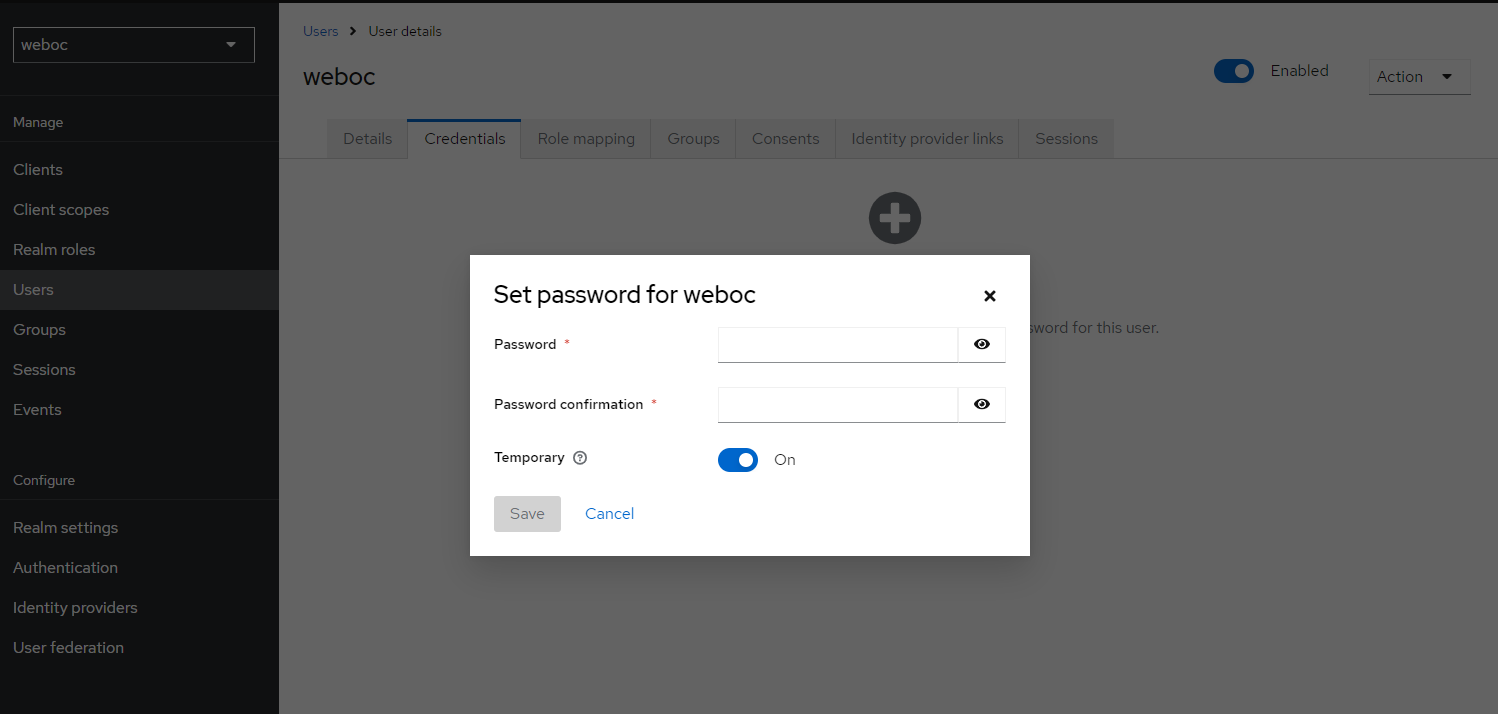 weboc
Manage
Clients
Client scopes
Realm roles
Users
Groups
Sessions
Events
Configure
Realm settings
Authentication
Identity providers
User federation
Users User details
weboc
Enabled
Action
Details Credentials Role mapping Groups Consents Identity provider links Sessions
for this user.
Set password for weboc
Password *
Password confirmation *
Temporary
On
Save Cancel